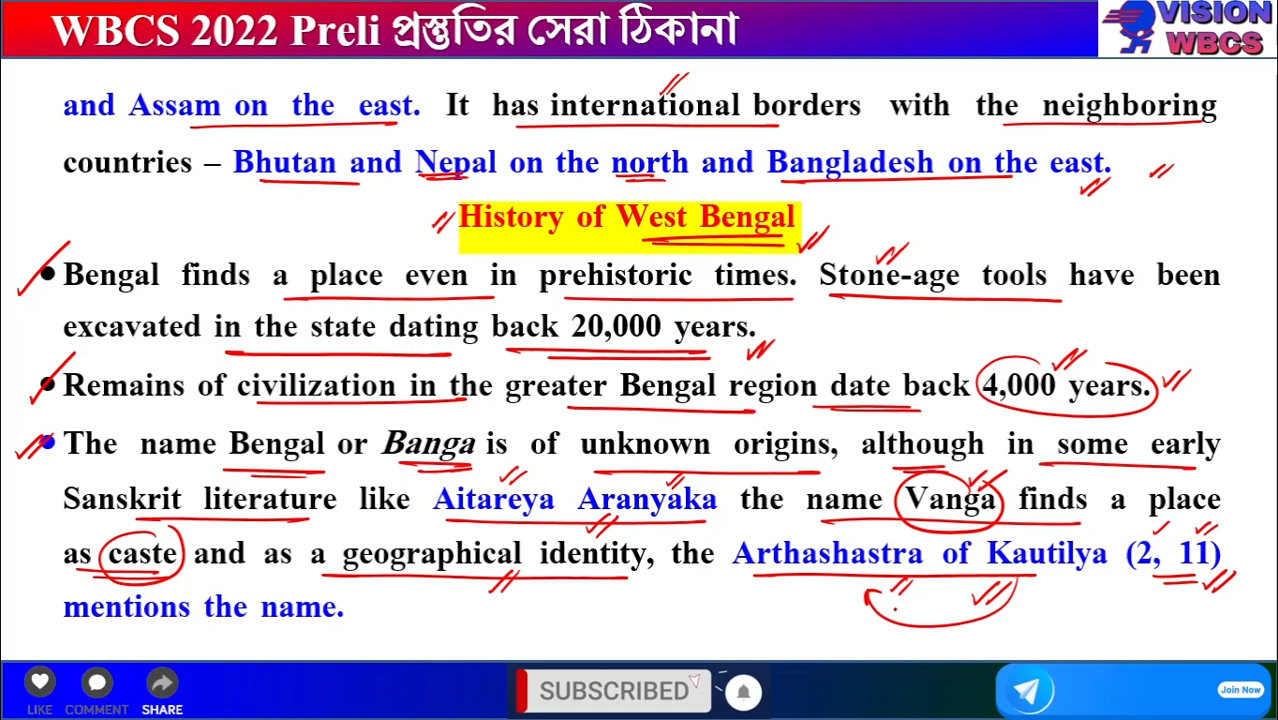 WBCS 2022 Preli প্রস্তুতির সেরা ঠিকানা
VISION
WBCS
and Assam on the east. It has international borders with the neighboring
countries – Bhutan and Nepal on the north and Bangladesh on the east.
History of West Bengal
• Bengal finds a place even in prehistoric times. Stone-age tools have been
excavated in the state dating back 20,000 years.
• Remains of civilization in the greater Bengal region date back 4,000 years.
• The name Bengal or Banga is of unknown origins, although in some early
Sanskrit literature like Aitareya Aranyaka the name Vanga finds a place
as caste and as a geographical identity, the Arthashastra of Kautilya (2, 11)
mentions the name.
LIKE COMMENT SHARE
SUBSCRIBED
Join Now